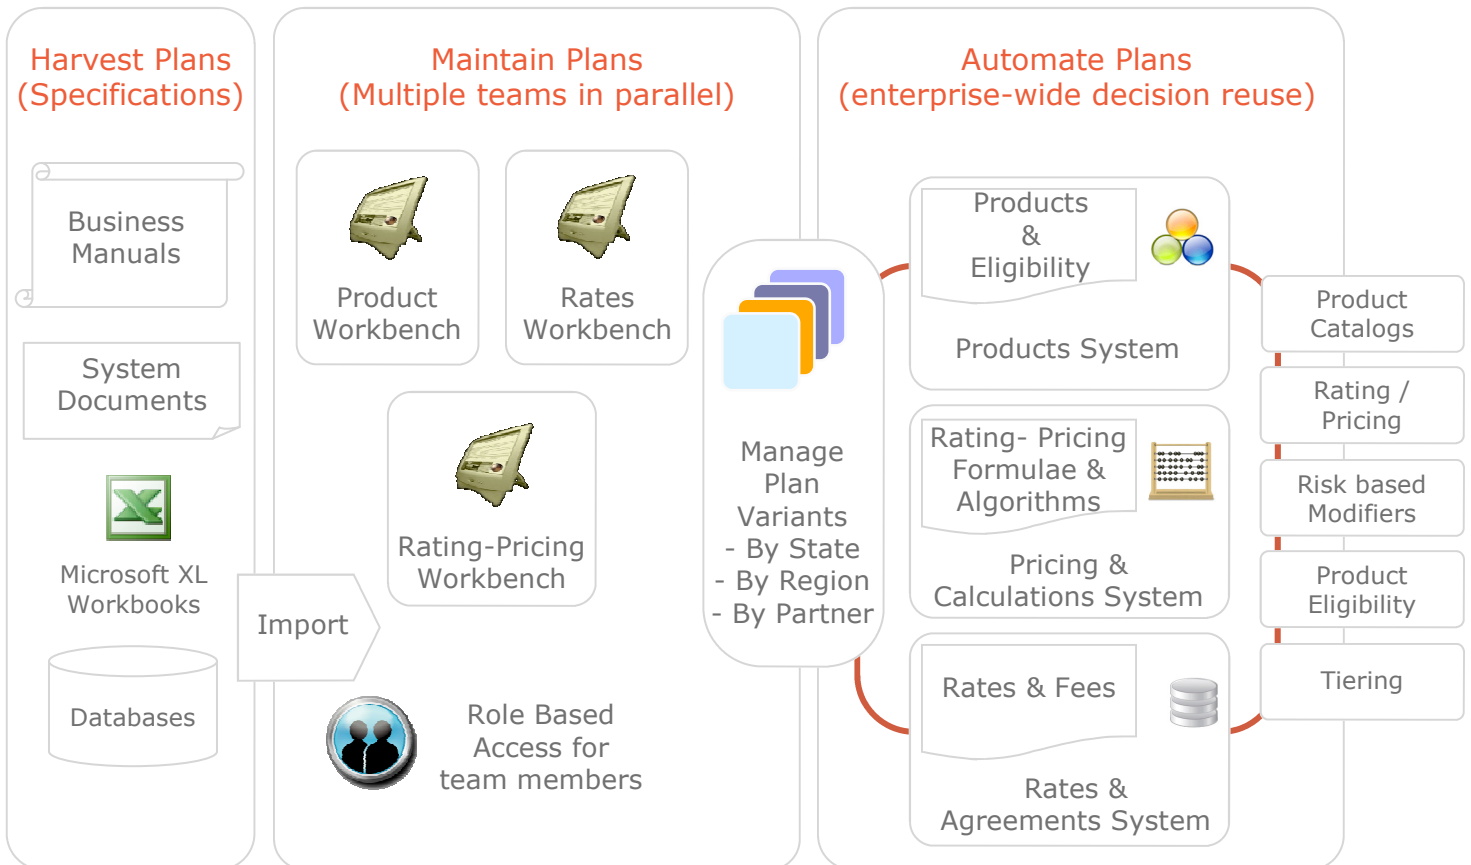 Harvest Plans
(Specifications)
Business
Manuals
System
Documents
Microsoft XL
Workbooks
Databases
Import
Maintain Plans
(Multiple teams in parallel)
Product
Workbench
Rates
Workbench
Rating-Pricing
Workbench
Role Based
Access for
team members
Manage
Plan
Variants
- By State
- By Region
- By Partner
Automate Plans
(enterprise-wide decision reuse)
Products
&
Eligibility
Products System
Rating- Pricing
Formulae &
Algorithms
Pricing &
Calculations System
Rates & Fees
Rates &
Agreements System
Product
Catalogs
Rating /
Pricing
Risk based
Modifiers
Product
Eligibility
Tiering